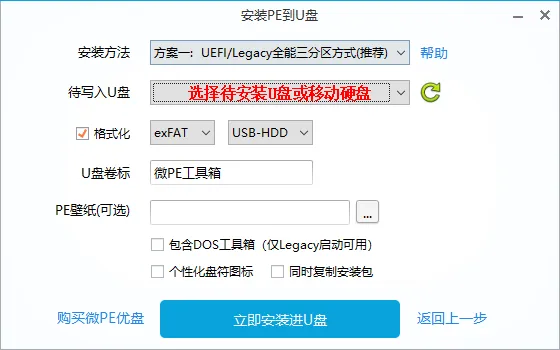 安装PE到U盘
安装方法 方案一：UEFI/Legacy全能三分区方式(推荐) 帮助
待写入U盘 选择待安装U盘或移动硬盘
格式化 exFAT USB-HDD
U盘卷标 微PE工具箱
PE壁纸(可选) ...
包含DOS工具箱（仅Legacy启动可用）
个性化盘符图标 同时复制安装包
购买微PE优盘 立即安装进U盘 返回上一步